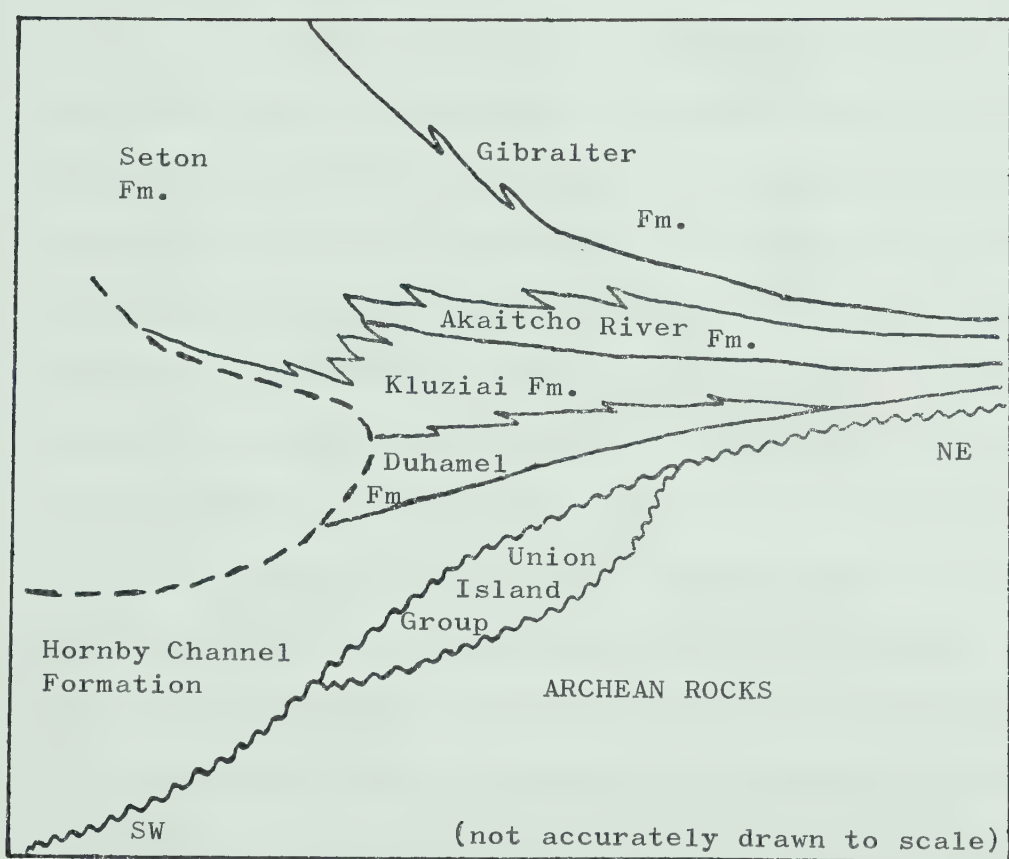 Seton
Fm.
Gibralter
Fm.
Akaitcho River Fm.
Kluziai Fm.
Duhamel
Fm
NE
Union
Island
Group
Hornby Channel
Formation
ARCHEAN ROCKS
SW
(not accurately drawn to scale)